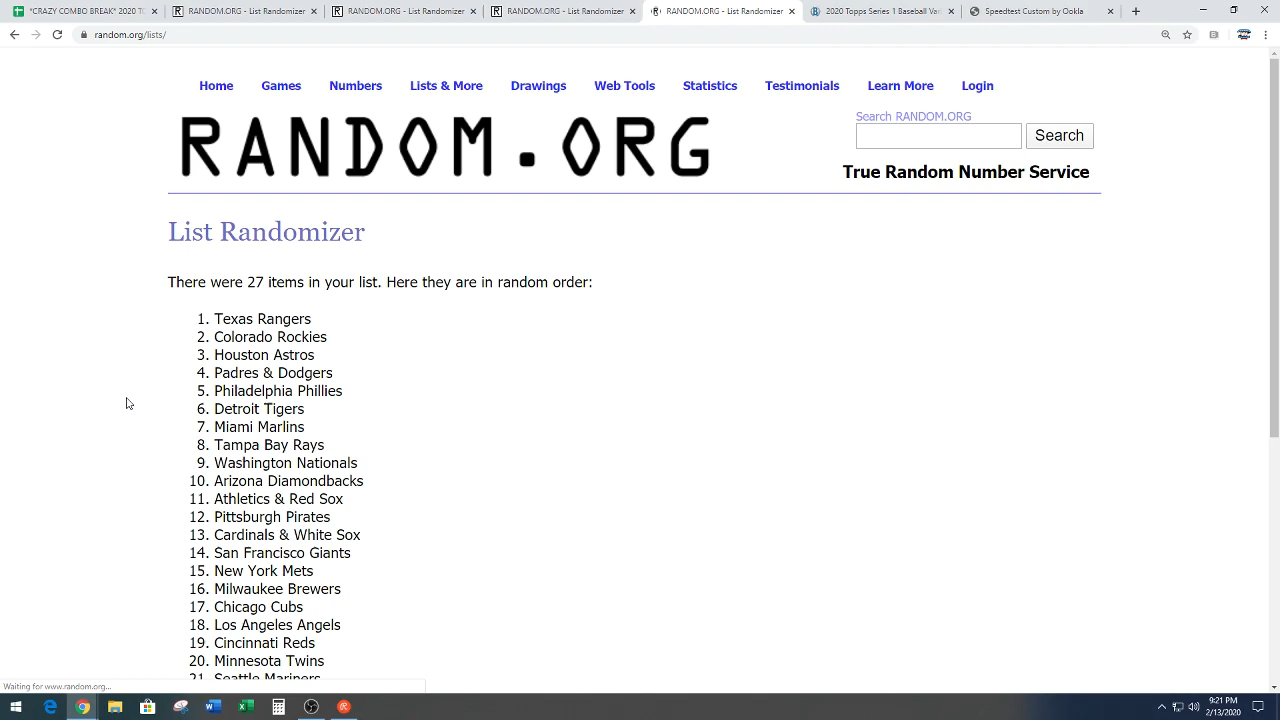 *CRAZY COMBO BREAK* 2020 TO
RANDOM.ORG - List Randomizer
RANDOM.ORG - List Randomizer
RANDOM.ORG - List Randomizer
RANDOM.ORG - List Randomizer
2020 Topps Series 1 Baseball Var
Speedtest Custom by Ookla
random.org/lists/
Home Games Numbers Lists & More Drawings Web Tools Statistics Testimonials Learn More Login
RANDOM.ORG
Search RANDOM.ORG
Search
True Random Number Service
List Randomizer
There were 27 items in your list. Here they are in random order:
1. Texas Rangers
2. Colorado Rockies
3. Houston Astros
4. Padres & Dodgers
5. Philadelphia Phillies
6. Detroit Tigers
7. Miami Marlins
8. Tampa Bay Rays
9. Washington Nationals
10. Arizona Diamondbacks
11. Athletics & Red Sox
12. Pittsburgh Pirates
13. Cardinals & White Sox
14. San Francisco Giants
15. New York Mets
16. Milwaukee Brewers
17. Chicago Cubs
18. Los Angeles Angels
19. Cincinnati Reds
20. Minnesota Twins
21. Seattle Mariners
Waiting for www.random.org...
9:21 PM
2/13/2020